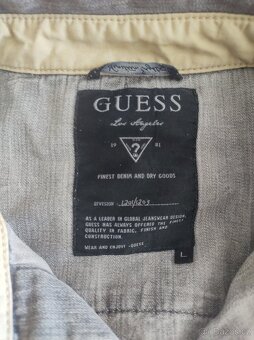 GUESS
Los Angeles
19 81
?
FINEST DENIM AND DRY GOODS
DIVISION
AS A LEADER IN GLOBAL JEANSWEAR DESIGN,
GUESS HAS ALWAYS OFFERED THE FINEST
QUALITY IN FABRIC, FINISH AND
CONSTRUCTION.
WEAR AND ENJOY -GUESS
L